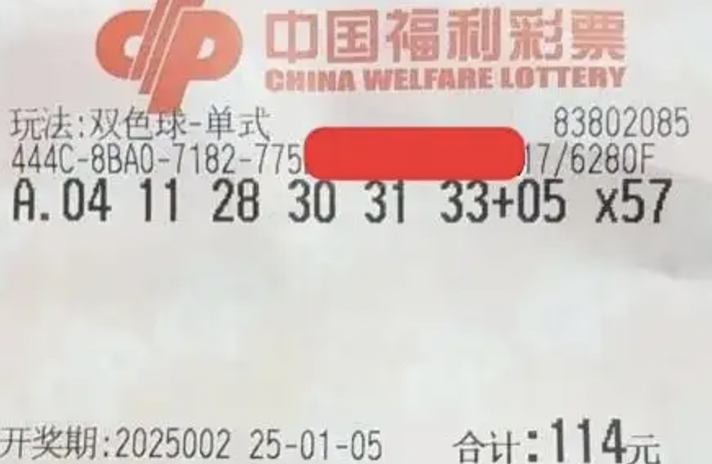 中国福利彩票
CHINA WELFARE LOTTERY
玩法:双色球-单式 83802085
444C-8BA0-7182-775 17/6280F
A.04 11 28 30 31 33+05 x57
开奖期:2025002 25-01-05 合计:114元